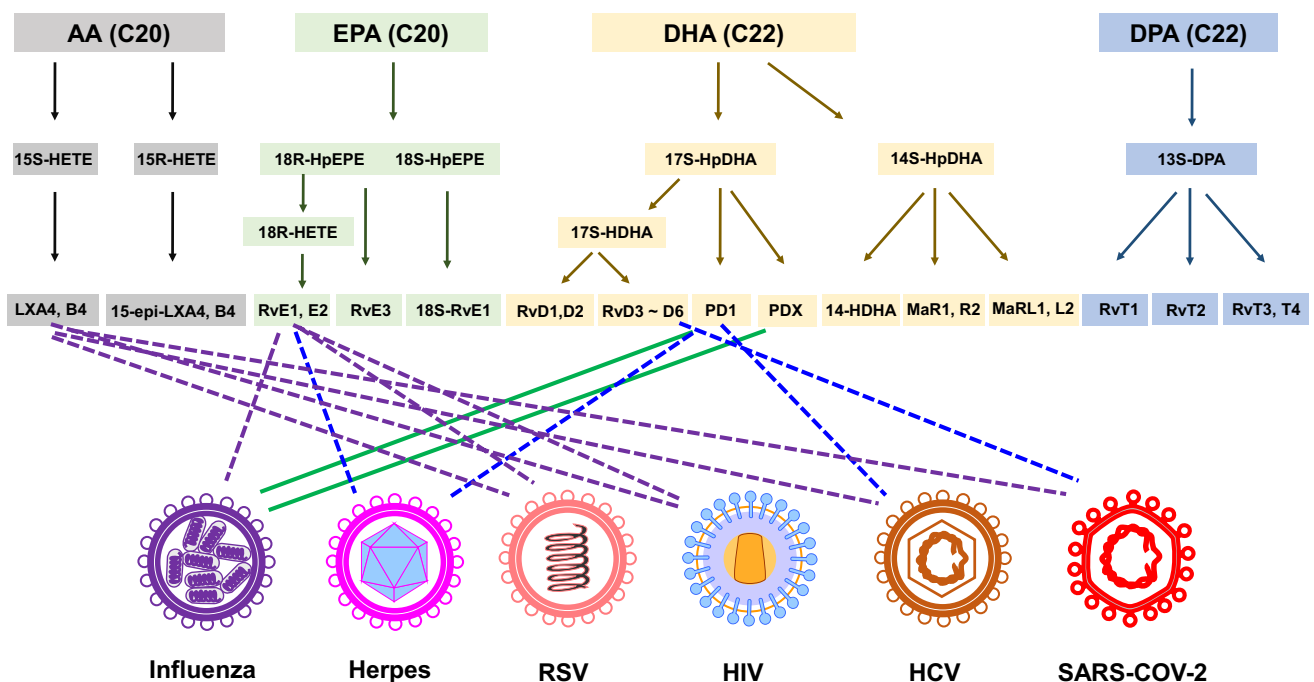 AA (C20)
EPA (C20)
DHA (C22)
DPA (C22)
15S-HETE
15R-HETE
18R-HpEPE
18S-HpEPE
17S-HpDHA
14S-HpDHA
13S-DPA
18R-HETE
17S-HDHA
LXA4, B4
15-epi-LXA4, B4
RvE1, E2
RvE3
18S-RvE1
RvD1,D2
RvD3 ~ D6
PD1
PDX
14-HDHA
MaR1, R2
MaRL1, L2
RvT1
RvT2
RvT3, T4
Influenza
Herpes
RSV
HIV
HCV
SARS-COV-2